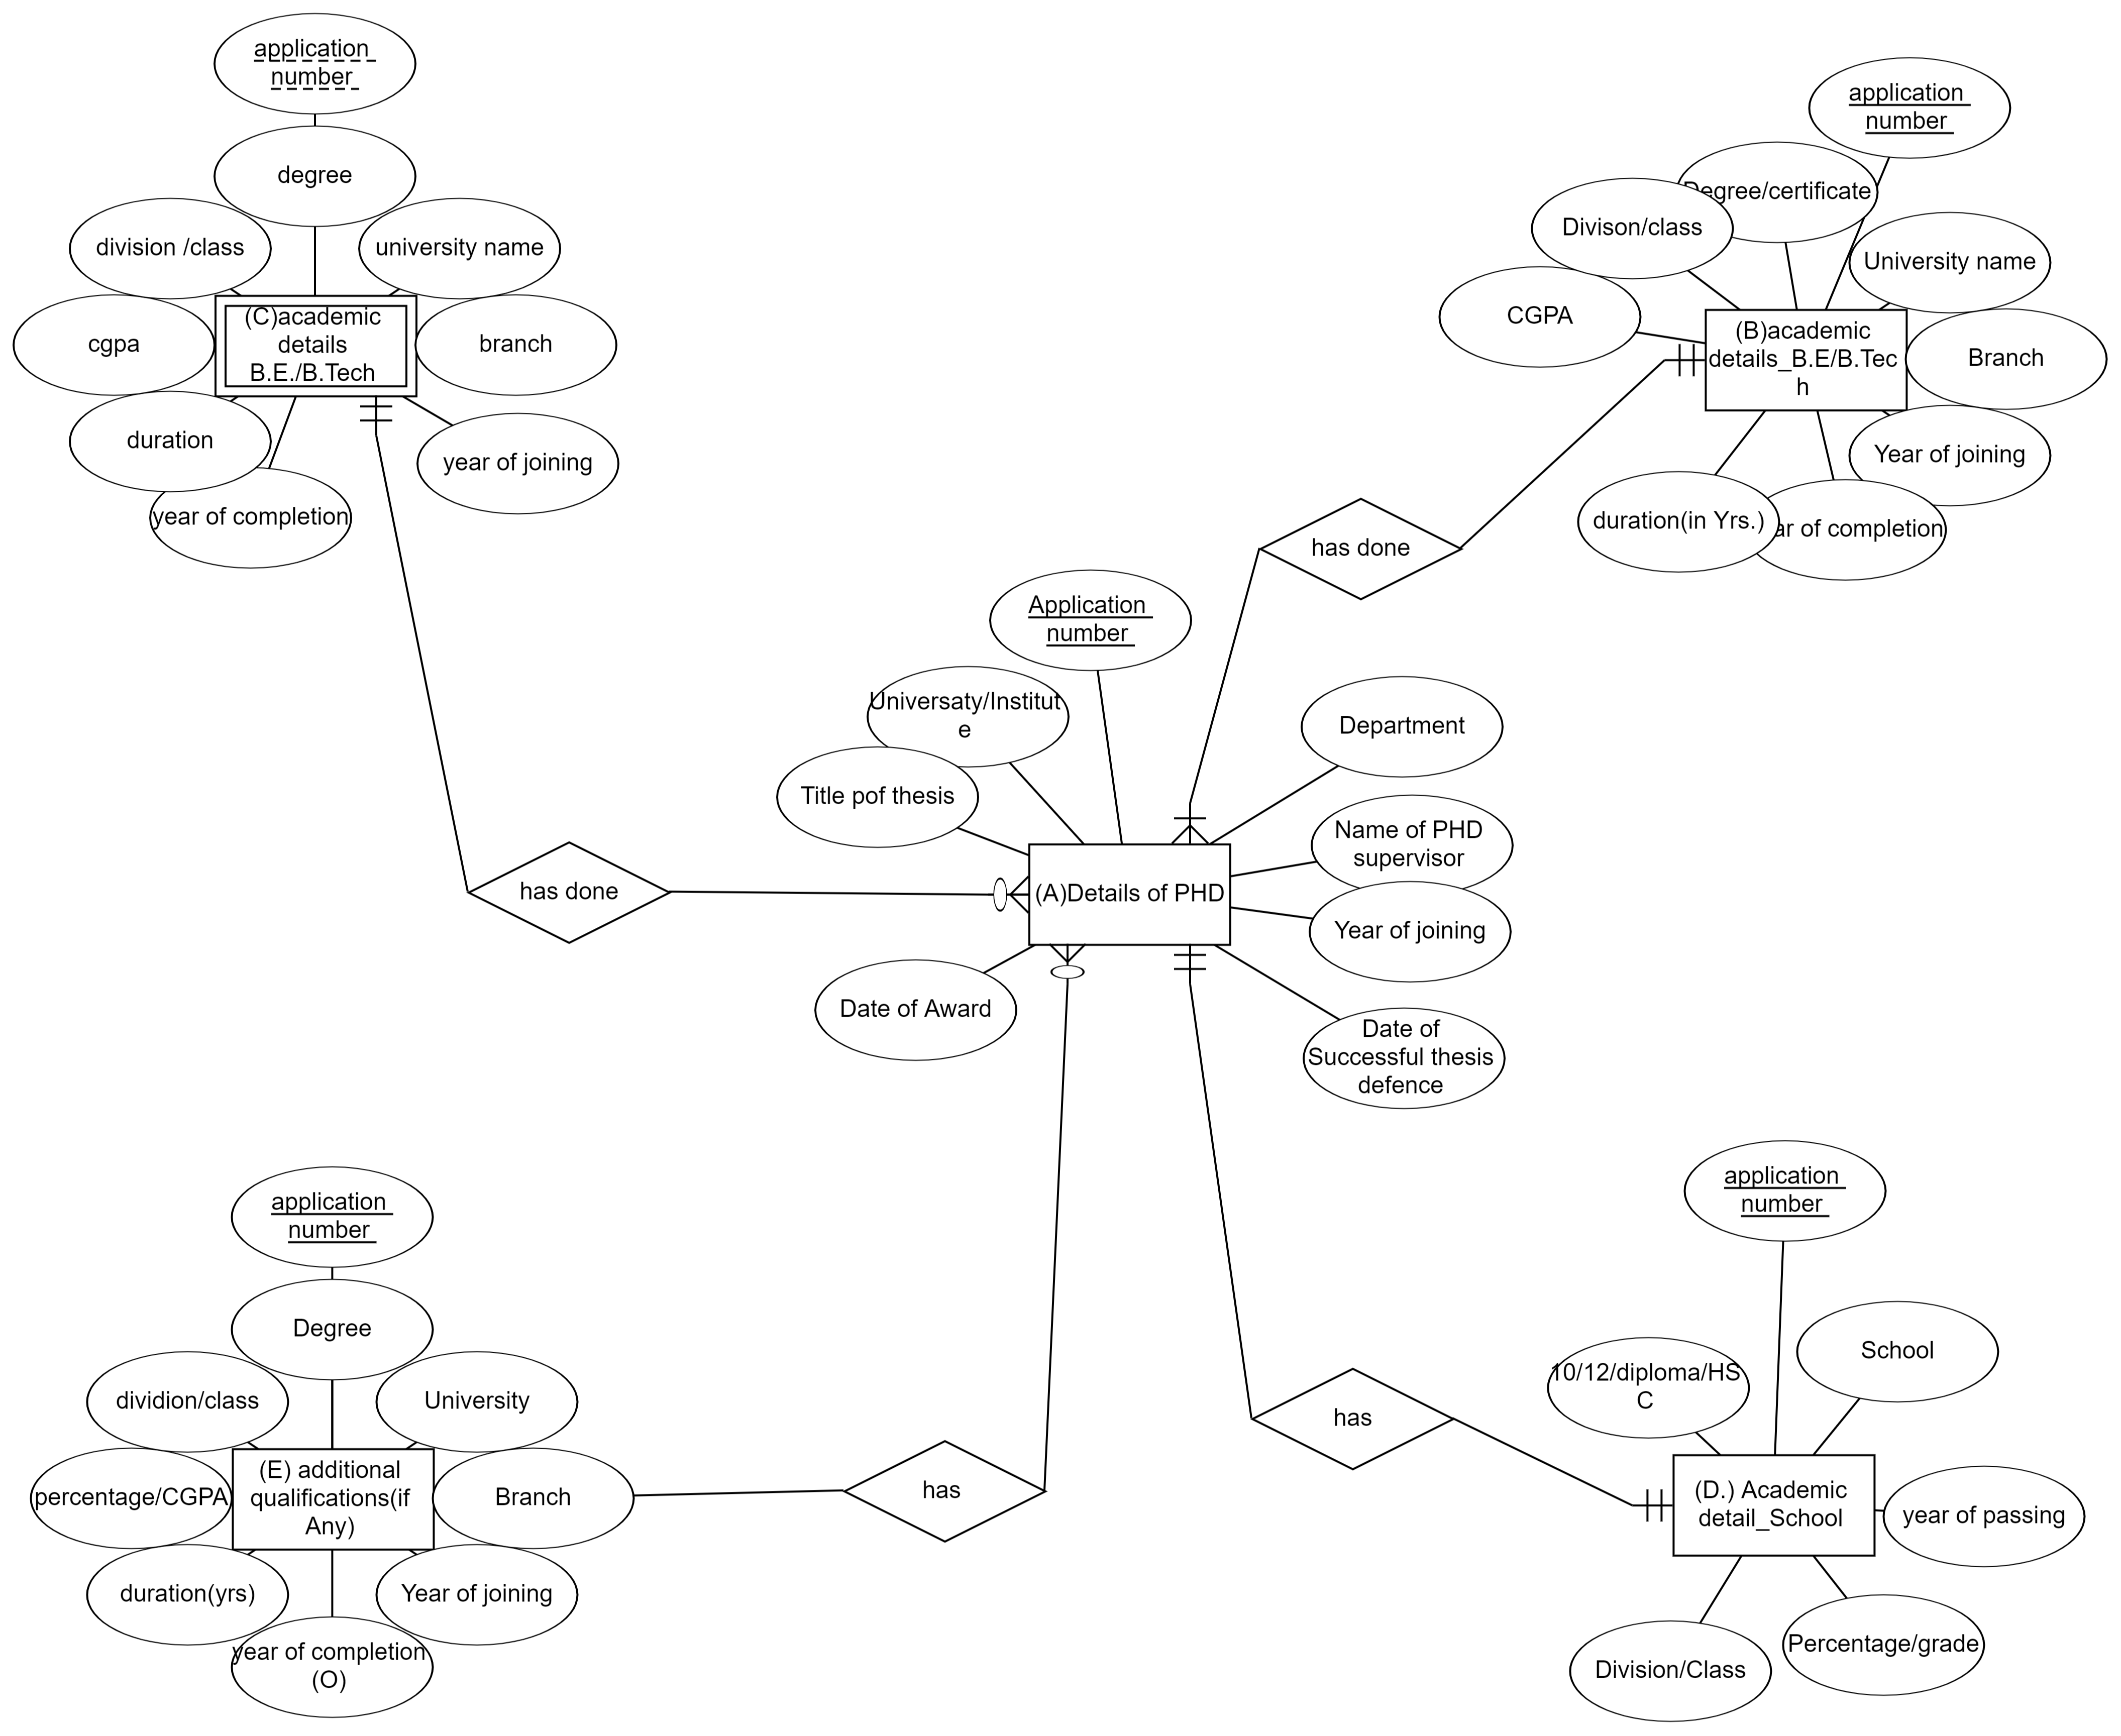 application
number
degree
division /class
university name
(C)academic
details
B.E./B.Tech
cgpa
branch
duration
year of joining
year of completion
application
number
Degree/certificate
Divison/class
University name
CGPA
(B)academic
details_B.E/B.Tec
h
Branch
Year of joining
duration(in Yrs.)
ar of completion
has done
Application
number
Universaty/Institut
e
Department
Title pof thesis
Name of PHD
supervisor
has done
(A)Details of PHD
Year of joining
Date of Award
Date of
Successful thesis
defence
application
number
Degree
dividion/class
University
(E) additional
qualifications(if
Any)
percentage/CGPA
Branch
duration(yrs)
Year of joining
year of completion
(O)
has
has
application
number
School
10/12/diploma/HS
C
(D.) Academic
detail_School
year of passing
Percentage/grade
Division/Class